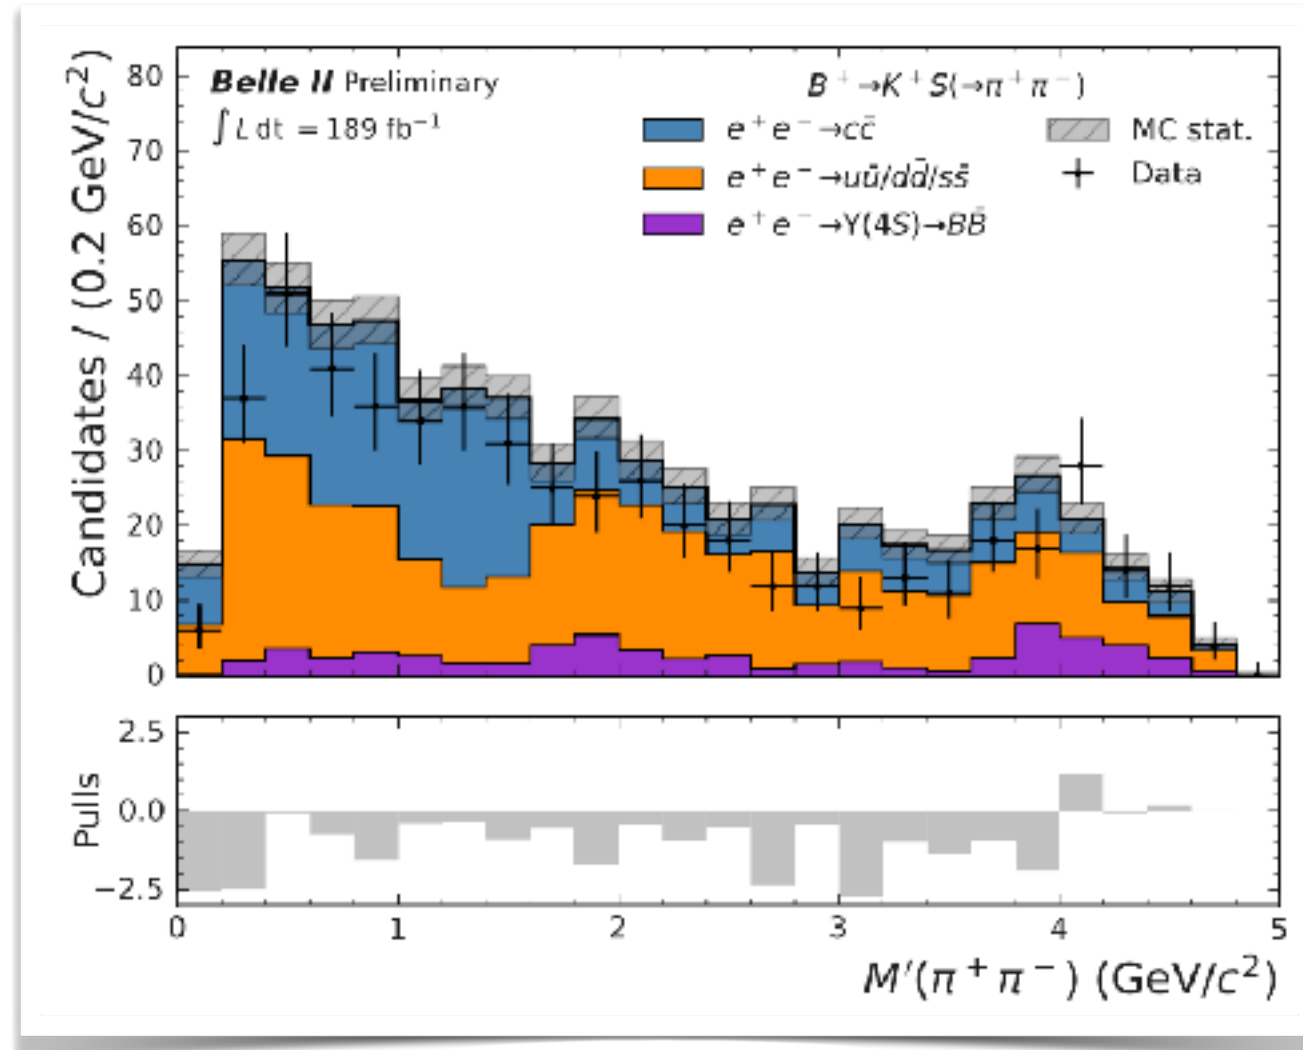 Candidates / (0.2 GeV/c²)
80
70
60
50
40
30
20
10
0
Belle II Preliminary
∫ L dt = 189 fb⁻¹
B⁺→K⁺S(→π⁺π⁻)
e⁺e⁻→cc̄
e⁺e⁻→uū/dd̄/ss̄
e⁺e⁻→Υ(4S)→BB̄
MC stat.
Data
Pulls
2.5
0.0
−2.5
0 1 2 3 4 5
M′(π⁺π⁻) (GeV/c²)